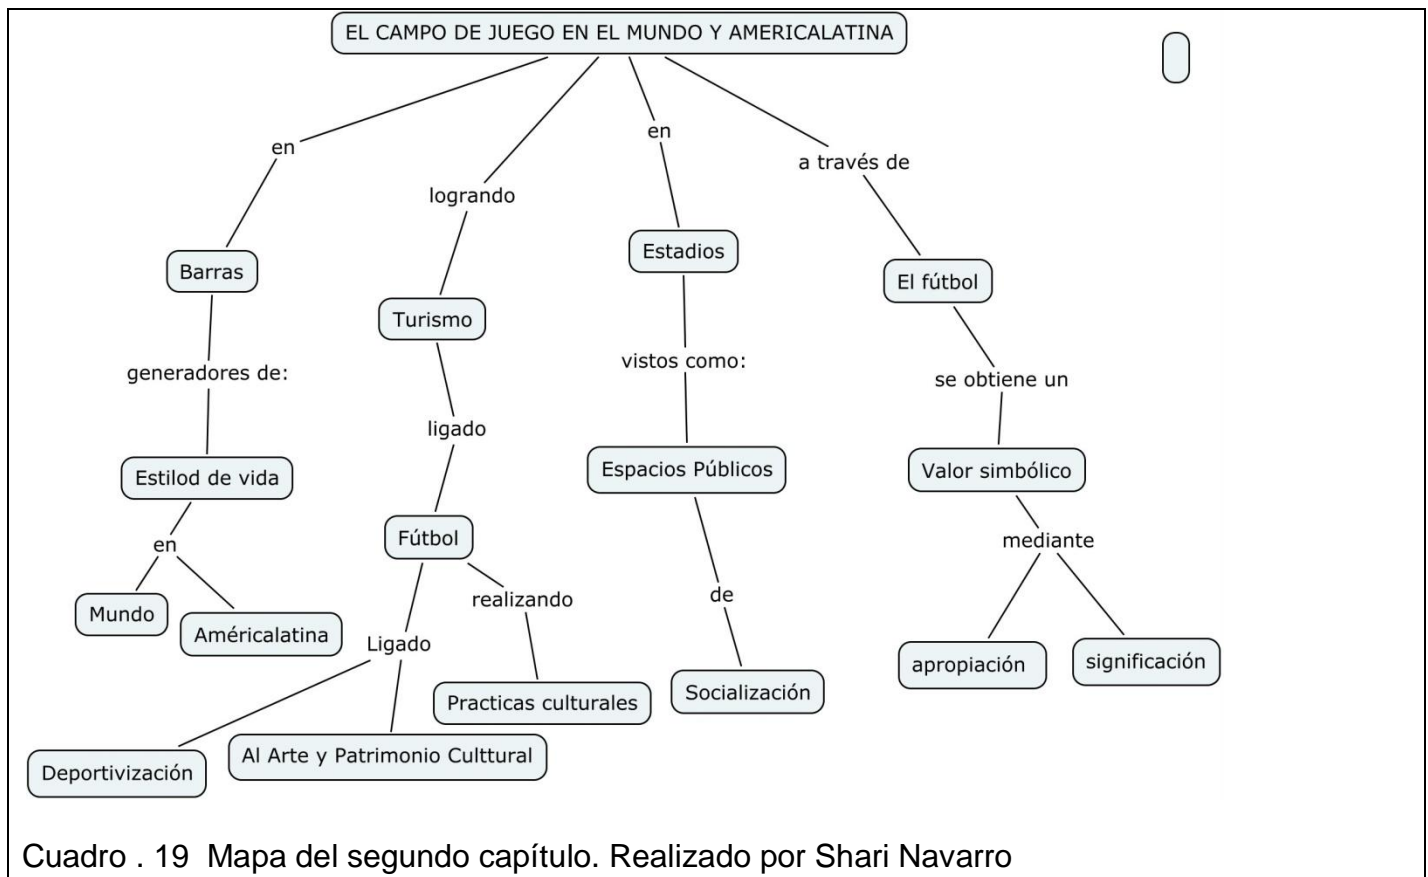 EL CAMPO DE JUEGO EN EL MUNDO Y AMERICALATINA
en
logrando
en
a través de
Barras
Turismo
Estadios
El fútbol
generadores de:
ligado
vistos como:
se obtiene un
Estilod de vida
Fútbol
Espacios Públicos
Valor simbólico
en
Ligado
realizando
de
mediante
Mundo
Américalatina
Deportivización
Al Arte y Patrimonio Culttural
Practicas culturales
Socialización
apropiación
significación
Cuadro . 19 Mapa del segundo capítulo. Realizado por Shari Navarro